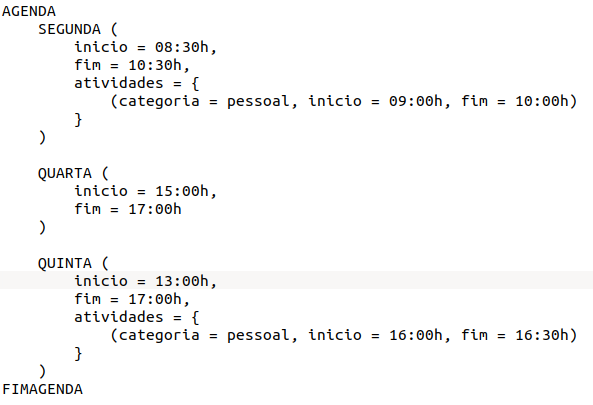 AGENDA
    SEGUNDA (
        inicio = 08:30h,
        fim = 10:30h,
        atividades = {
            (categoria = pessoal, inicio = 09:00h, fim = 10:00h)
        }
    )

    QUARTA (
        inicio = 15:00h,
        fim = 17:00h
    )

    QUINTA (
        inicio = 13:00h,
        fim = 17:00h,
        atividades = {
            (categoria = pessoal, inicio = 16:00h, fim = 16:30h)
        }
    )
FIMAGENDA